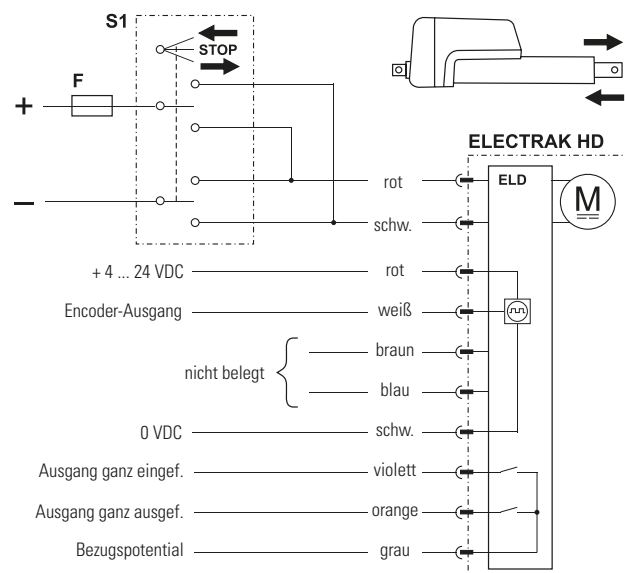 S1
STOP
F
+
–
ELECTRAK HD
ELD
M
rot
schw.
+ 4 ... 24 VDC rot
Encoder-Ausgang weiß
braun
nicht belegt
blau
0 VDC schw.
Ausgang ganz eingef. violett
Ausgang ganz ausgef. orange
Bezugspotential grau